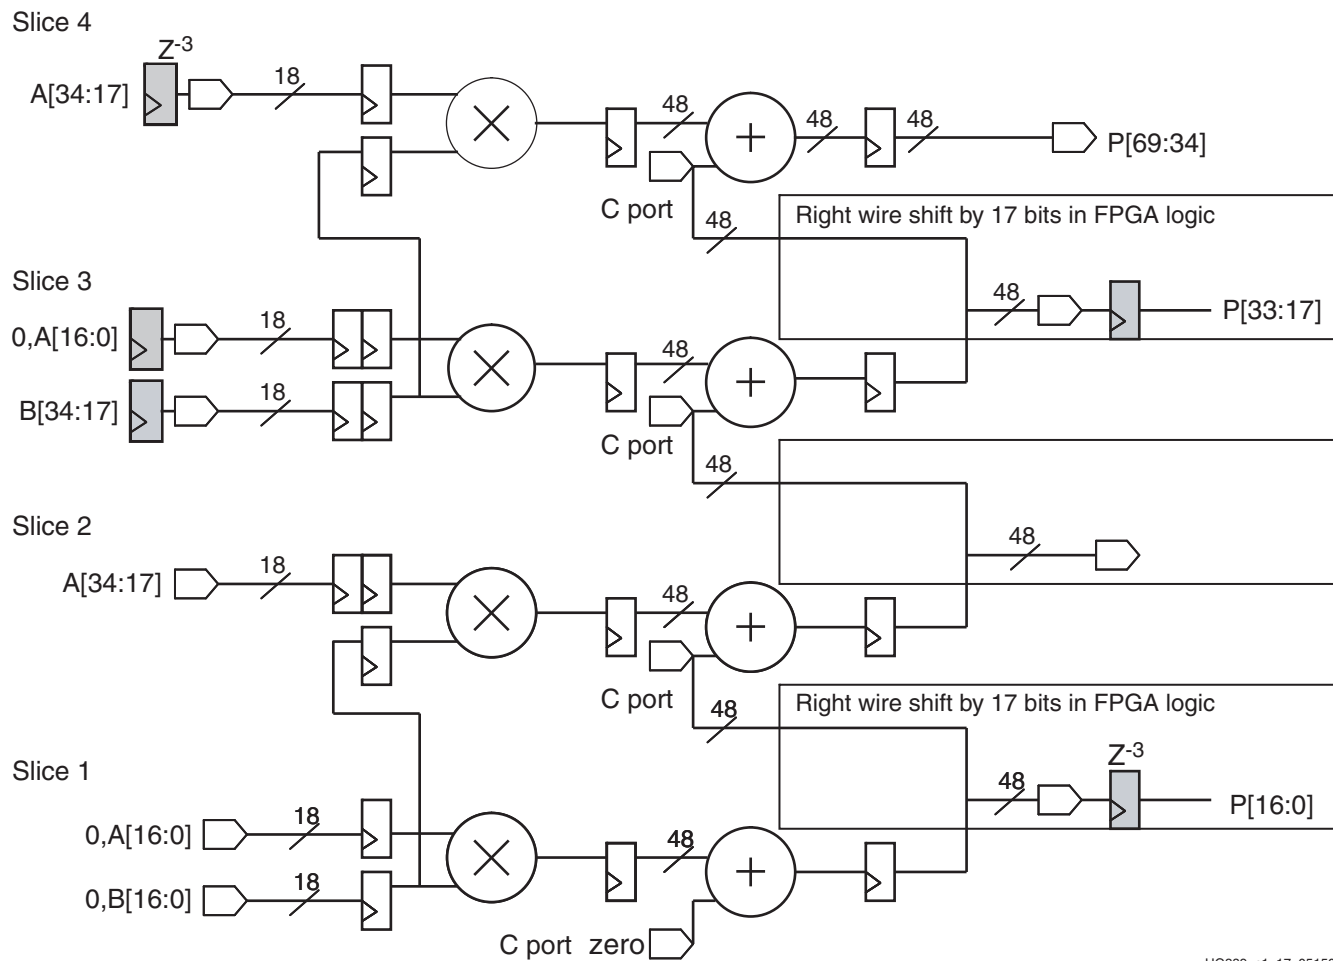 Slice 4
Z-3
A[34:17]
18
48
48
48
P[69:34]
C port
48
Right wire shift by 17 bits in FPGA logic
Slice 3
0,A[16:0]
18
48
48
P[33:17]
B[34:17]
18
C port
48
Slice 2
A[34:17]
18
48
48
C port
48
Right wire shift by 17 bits in FPGA logic
Slice 1
Z-3
0,A[16:0]
18
48
48
P[16:0]
0,B[16:0]
18
C port zero